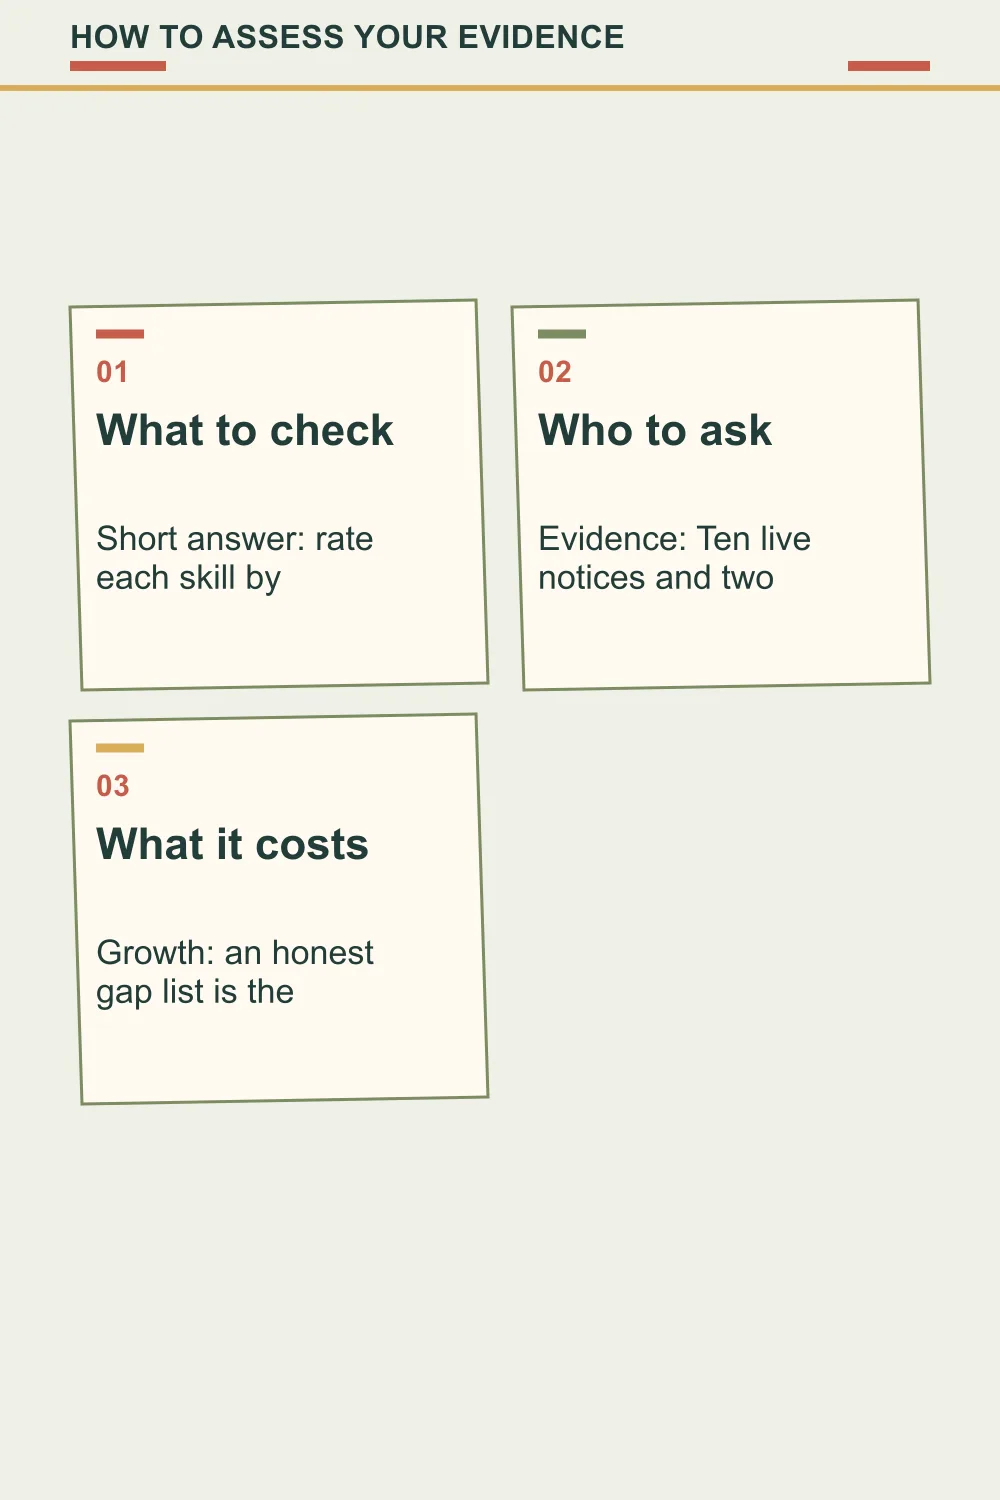 HOW TO ASSESS YOUR EVIDENCE
01
What to check
Short answer: rate
each skill by
02
Who to ask
Evidence: Ten live
notices and two
03
What it costs
Growth: an honest
gap list is the